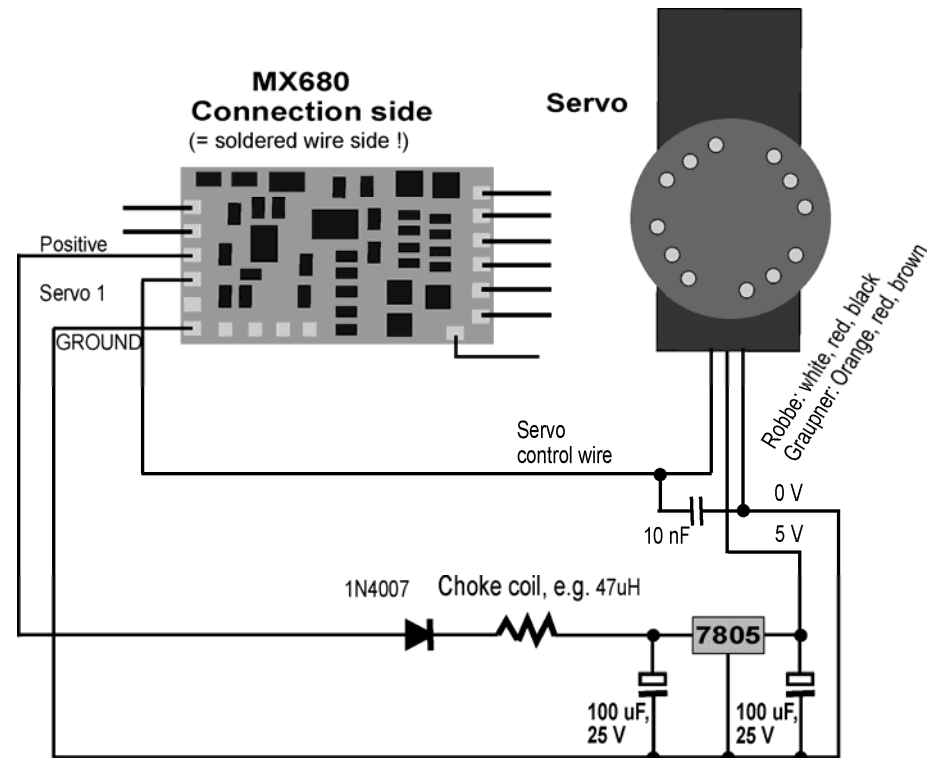 MX680
Connection side
(= soldered wire side !)
Servo
Positive
Servo 1
GROUND
Robbe: white, red, black
Graupner: Orange, red, brown
Servo
control wire
0 V
10 nF
5 V
1N4007
Choke coil, e.g. 47uH
7805
100 uF,
25 V
100 uF,
25 V